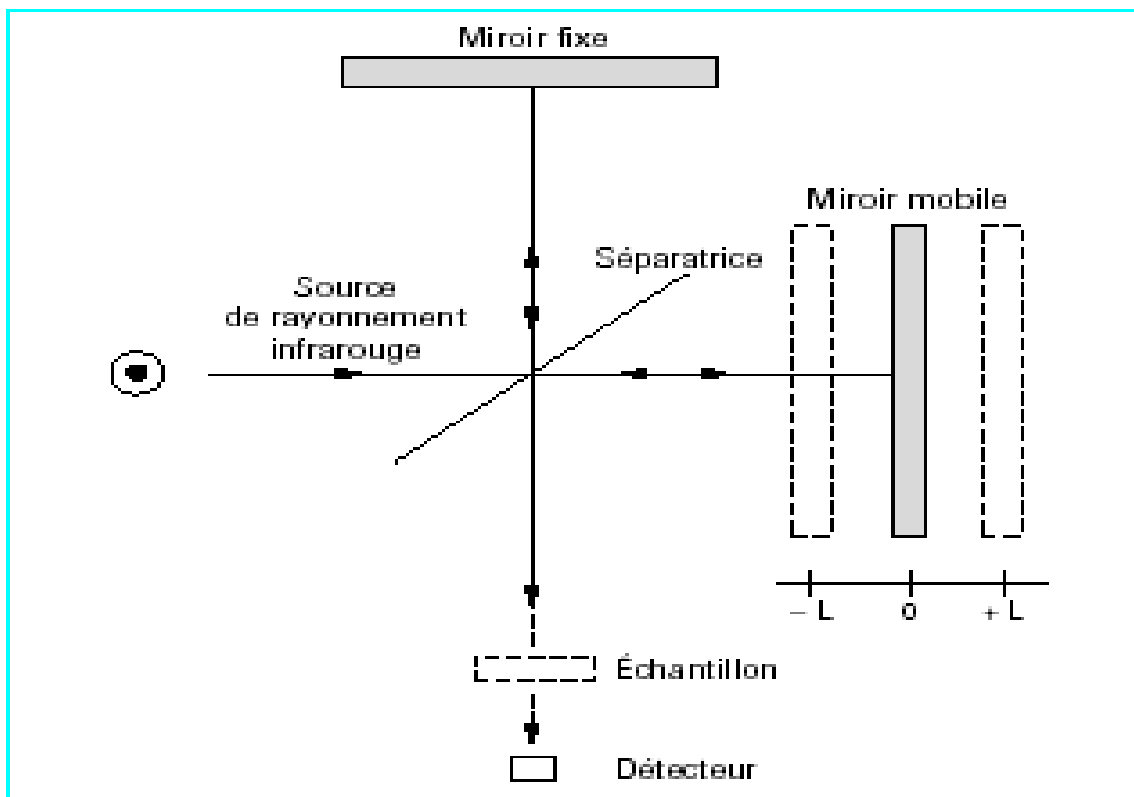 Miroir fixe
Miroir mobile
Séparatrice
Source
de rayonnement
infrarouge
– L 0 + L
Échantillon
Détecteur